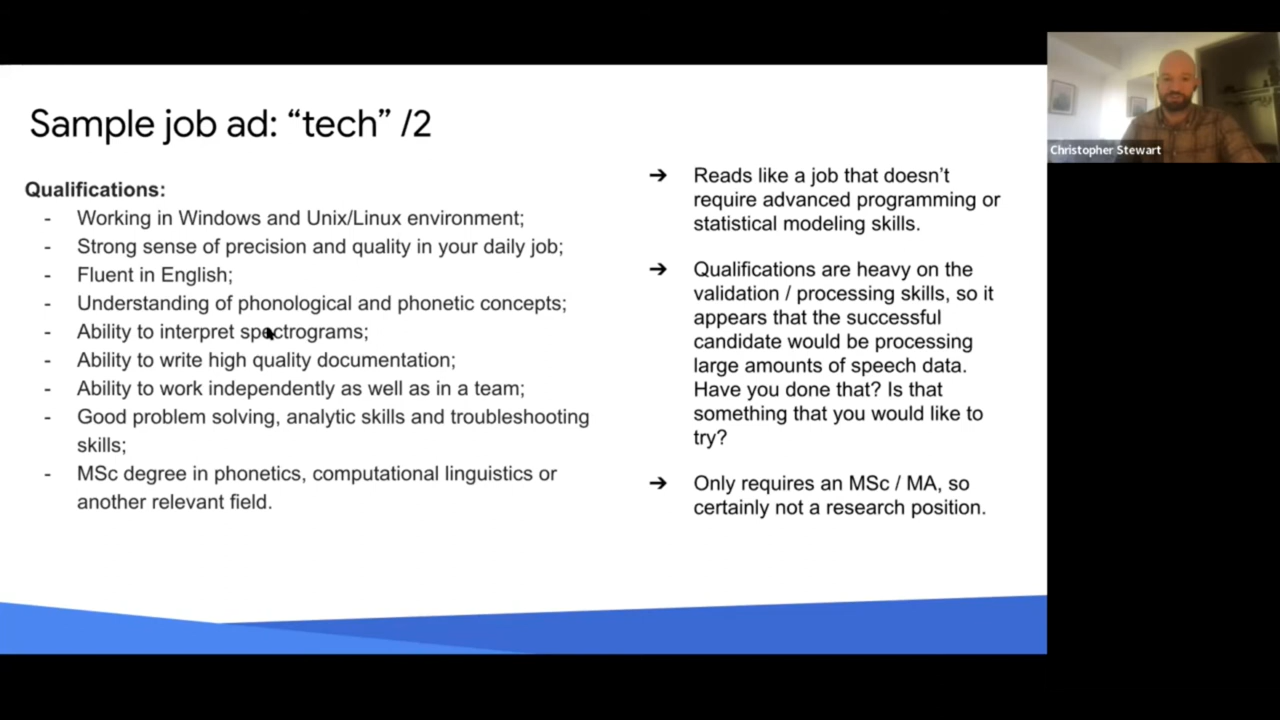 Sample job ad: “tech” /2
Qualifications:
- Working in Windows and Unix/Linux environment;
- Strong sense of precision and quality in your daily job;
- Fluent in English;
- Understanding of phonological and phonetic concepts;
- Ability to interpret spectrograms;
- Ability to write high quality documentation;
- Ability to work independently as well as in a team;
- Good problem solving, analytic skills and troubleshooting
skills;
- MSc degree in phonetics, computational linguistics or
another relevant field.
➔ Reads like a job that doesn’t
require advanced programming or
statistical modeling skills.
➔ Qualifications are heavy on the
validation / processing skills, so it
appears that the successful
candidate would be processing
large amounts of speech data.
Have you done that? Is that
something that you would like to
try?
➔ Only requires an MSc / MA, so
certainly not a research position.
Christopher Stewart